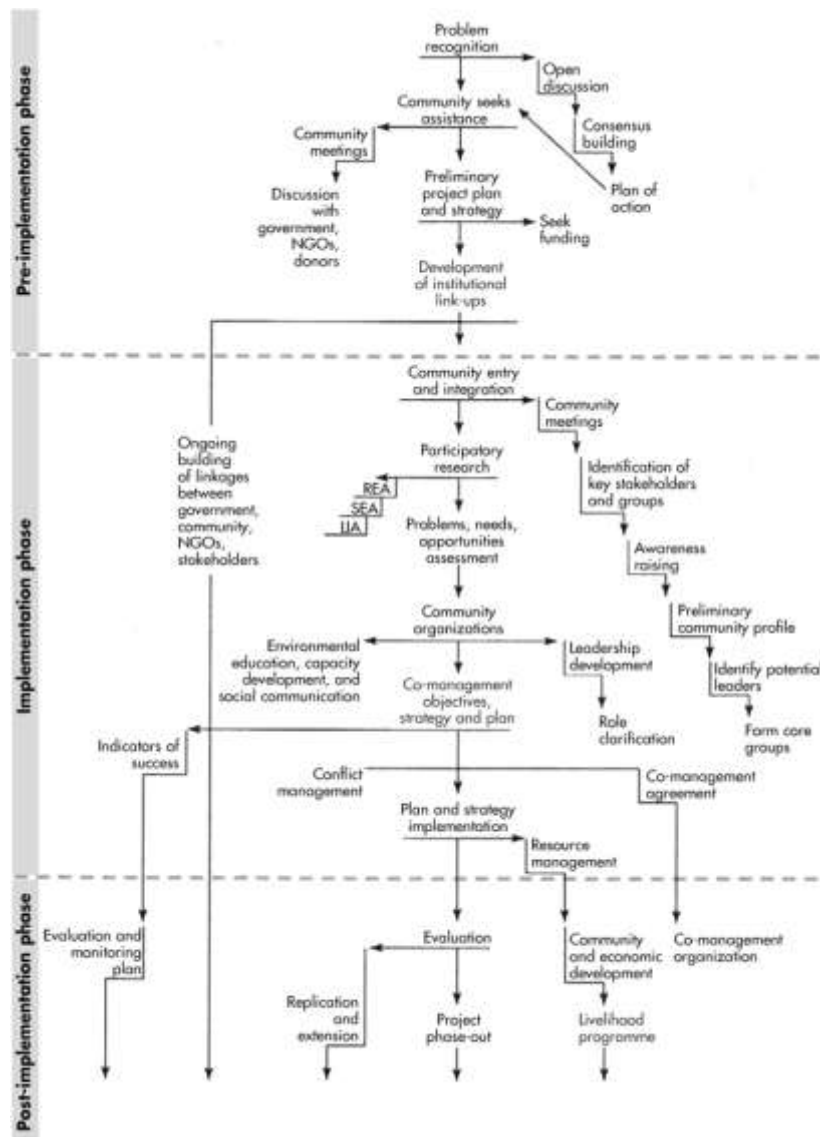 Pre-implementation phase
Problem
recognition
Open
discussion
Consensus
building
Plan of
action
Community seeks
assistance
Community
meetings
Discussion
with
government,
NGOs,
donors
Preliminary
project plan
and strategy
Seek
funding
Development
of institutional
link-ups
Implementation phase
Community entry
and integration
Community
meetings
Identification of
key stakeholders
and groups
Awareness
raising
Preliminary
community profile
Identify potential
leaders
Form core
groups
Ongoing
building
of linkages
between
government,
community,
NGOs,
stakeholders
Participatory
research
REA
SEA
LIA
Problems, needs,
opportunities
assessment
Community
organizations
Environmental
education, capacity
development, and
social communication
Leadership
development
Role
clarification
Co-management
objectives,
strategy and plan
Indicators of
success
Conflict
management
Co-management
agreement
Plan and strategy
implementation
Resource
management
Post-implementation phase
Evaluation and
monitoring
plan
Evaluation
Community
and economic
development
Co-management
organization
Replication
and
extension
Project
phase-out
Livelihood
programme